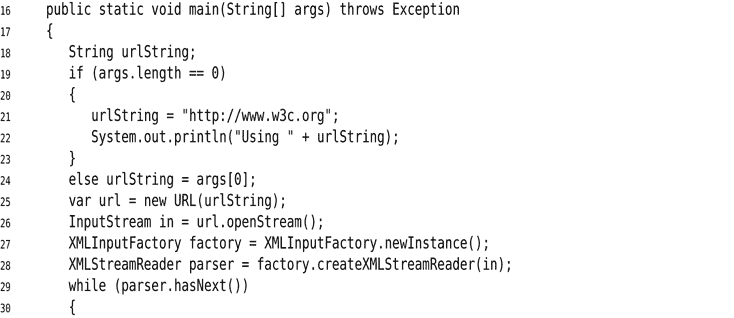 16 public static void main(String[] args) throws Exception
17 {
18 String urlString;
19 if (args.length == 0)
20 {
21 urlString = "http://www.w3c.org";
22 System.out.println("Using " + urlString);
23 }
24 else urlString = args[0];
25 var url = new URL(urlString);
26 InputStream in = url.openStream();
27 XMLInputFactory factory = XMLInputFactory.newInstance();
28 XMLStreamReader parser = factory.createXMLStreamReader(in);
29 while (parser.hasNext())
30 {